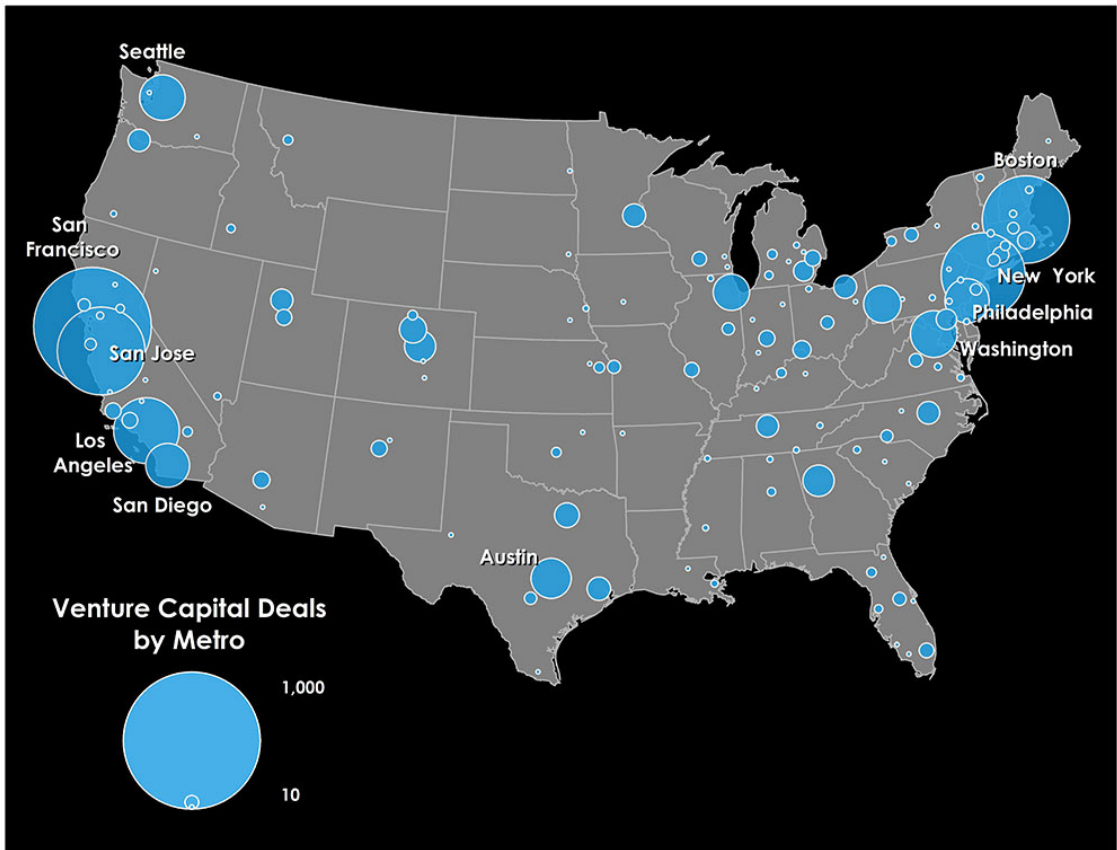 Seattle
Boston
San
Francisco
New York
Philadelphia
San Jose
Washington
Los
Angeles
San Diego
Austin
Venture Capital Deals
by Metro
1,000
10